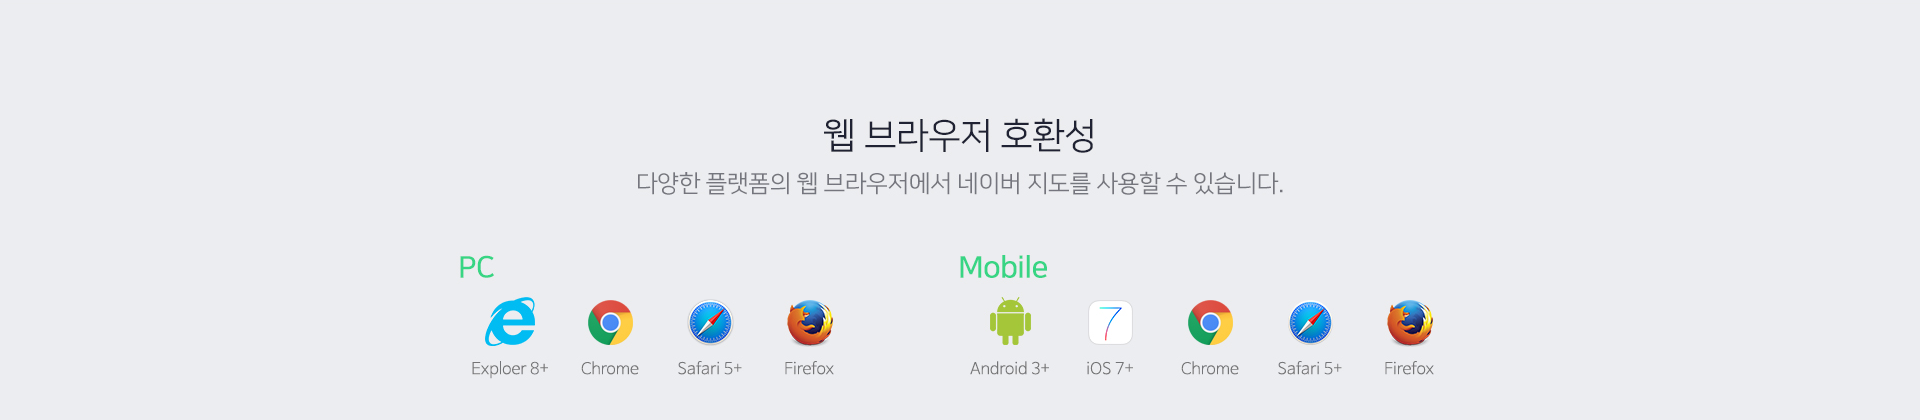 웹 브라우저 호환성
다양한 플랫폼의 웹 브라우저에서 네이버 지도를 사용할 수 있습니다.
PC
Exploer 8+ Chrome Safari 5+ Firefox
Mobile
7
Android 3+ iOS 7+ Chrome Safari 5+ Firefox